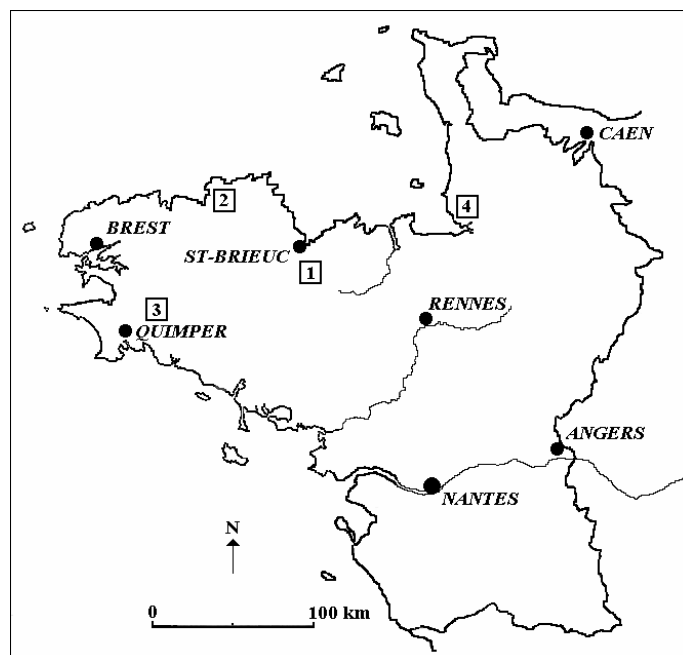 CAEN
2
4
BREST
ST-BRIEUC
1
3
RENNES
QUIMPER
ANGERS
NANTES
N
0
100 km